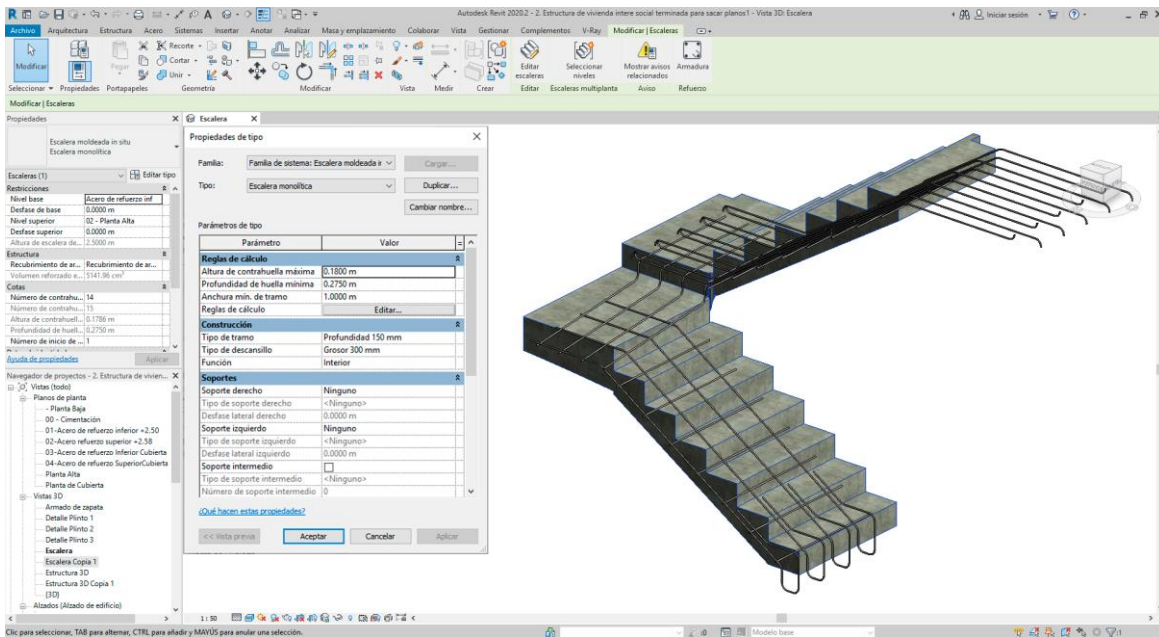 Autodesk Revit 2020.2 - 2. Estructura de vivienda intere social terminada para sacar planos1 - Vista 3D: Escalera
Iniciar sesión
Archivo Arquitectura Estructura Acero Sistemas Insertar Anotar Analizar Masa y emplazamiento Colaborar Vista Gestionar Complementos V-Ray Modificar | Escaleras
Modificar
Pegar
Recorte
Cortar
Unir
Editar escaleras
Seleccionar niveles
Mostrar avisos relacionados
Armadura
Seleccionar Propiedades Portapapeles Geometría Modificar Vista Medir Crear Editar Escaleras multiplanta Aviso Refuerzo
Modificar | Escaleras
Propiedades
Escalera moldeada in situ
Escalera monolítica
Escaleras (1) Editar tipo
Restricciones
Nivel base Acero de refuerzo inf
Desfase de base 0.0000 m
Nivel superior 02 - Planta Alta
Desfase superior 0.0000 m
Altura de escalera de... 2.5000 m
Estructura
Recubrimiento de ar... Recubrimiento de ar...
Volumen reforzado e... 5141.96 cm³
Cotas
Número de contrahu... 14
Número de contrahu... 15
Altura de contrahuell... 0.1786 m
Profundidad de huell... 0.2750 m
Número de inicio de ... 1
Ayuda de propiedades Aplicar
Navegador de proyectos - 2. Estructura de vivien...
Vistas (todo)
Planos de planta
- Planta Baja
00 - Cimentación
01-Acero de refuerzo inferior +2.50
02-Acero refuerzo superior +2.58
03-Acero de refuerzo Inferior Cubierta
04-Acero de refuerzo SuperiorCubierta
Planta Alta
Planta de Cubierta
Vistas 3D
Armado de zapata
Detalle Plinto 1
Detalle Plinto 2
Detalle Plinto 3
Escalera
Escalera Copia 1
Estructura 3D
Estructura 3D Copia 1
{3D}
Alzados (Alzado de edificio)
Escalera
Propiedades de tipo
Familia: Familia de sistema: Escalera moldeada ir Cargar...
Tipo: Escalera monolítica Duplicar...
Cambiar nombre...
Parámetros de tipo
Parámetro Valor =
Reglas de cálculo
Altura de contrahuella máxima 0.1800 m
Profundidad de huella mínima 0.2750 m
Anchura mín. de tramo 1.0000 m
Reglas de cálculo Editar...
Construcción
Tipo de tramo Profundidad 150 mm
Tipo de descansillo Grosor 300 mm
Función Interior
Soportes
Soporte derecho Ninguno
Tipo de soporte derecho <Ninguno>
Desfase lateral derecho 0.0000 m
Soporte izquierdo Ninguno
Tipo de soporte izquierdo <Ninguno>
Desfase lateral izquierdo 0.0000 m
Soporte intermedio
Tipo de soporte intermedio <Ninguno>
Número de soporte intermedio 0
¿Qué hacen estas propiedades?
<< Vista previa Aceptar Cancelar Aplicar
1 : 50
Clic para seleccionar, TAB para alternar, CTRL para añadir y MAYÚS para anular una selección.
:0 Modelo base